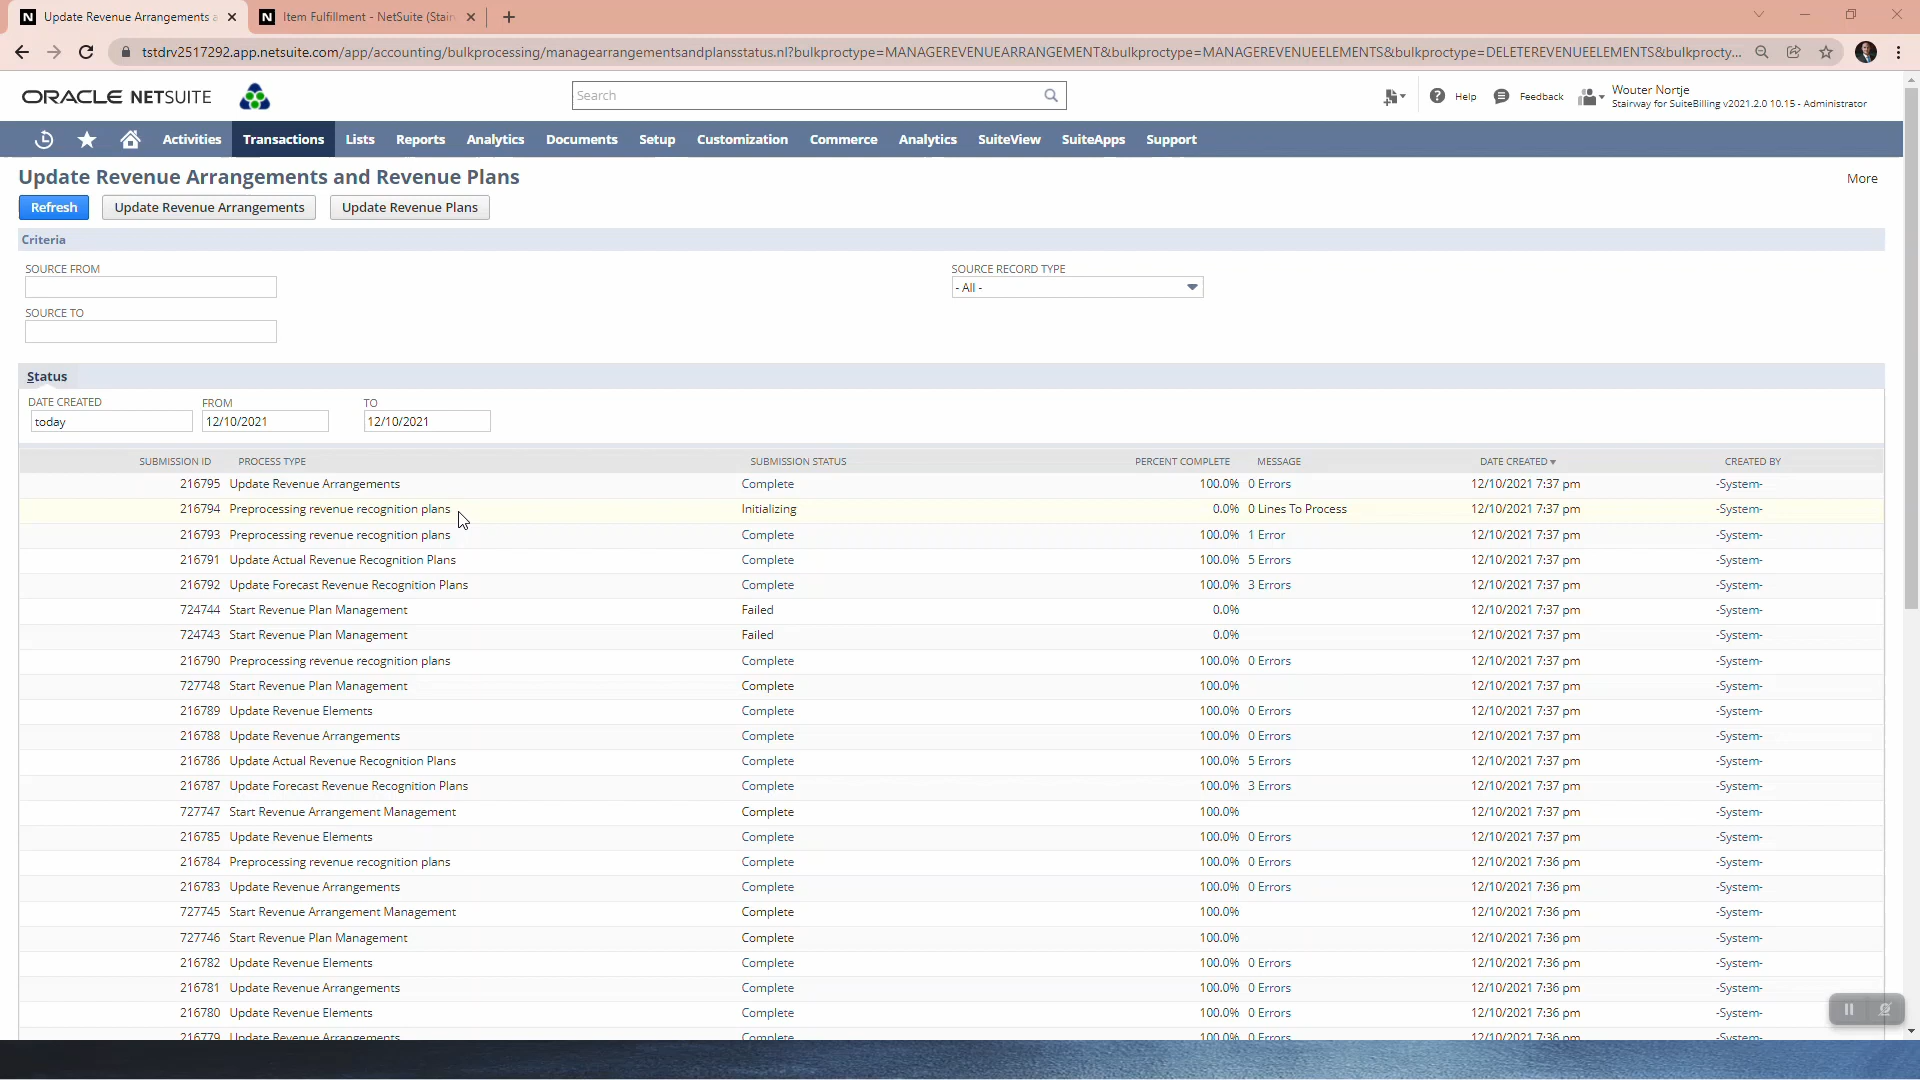 Update Revenue Arrangements a
Item Fulfillment - NetSuite (Stair
tstdrv2517292.app.netsuite.com/app/accounting/bulkprocessing/managearrangementsandplansstatus.nl?bulkproctype=MANAGEREVENUEARRANGEMENT&bulkproctype=MANAGEREVENUEELEMENTS&bulkproctype=DELETEREVENUEELEMENTS&bulkprocty...
ORACLE NETSUITE
Search
Help
Feedback
Wouter Nortje
Stairway for SuiteBilling v2021.2.0 10.15 - Administrator
Activities Transactions Lists Reports Analytics Documents Setup Customization Commerce Analytics SuiteView SuiteApps Support
Update Revenue Arrangements and Revenue Plans
More
Refresh Update Revenue Arrangements Update Revenue Plans
Criteria
SOURCE FROM
SOURCE RECORD TYPE
- All -
SOURCE TO
Status
DATE CREATED FROM TO
today 12/10/2021 12/10/2021
SUBMISSION ID PROCESS TYPE SUBMISSION STATUS PERCENT COMPLETE MESSAGE DATE CREATED CREATED BY
216795 Update Revenue Arrangements Complete 100.0% 0 Errors 12/10/2021 7:37 pm -System-
216794 Preprocessing revenue recognition plans Initializing 0.0% 0 Lines To Process 12/10/2021 7:37 pm -System-
216793 Preprocessing revenue recognition plans Complete 100.0% 1 Error 12/10/2021 7:37 pm -System-
216791 Update Actual Revenue Recognition Plans Complete 100.0% 5 Errors 12/10/2021 7:37 pm -System-
216792 Update Forecast Revenue Recognition Plans Complete 100.0% 3 Errors 12/10/2021 7:37 pm -System-
724744 Start Revenue Plan Management Failed 0.0% 12/10/2021 7:37 pm -System-
724743 Start Revenue Plan Management Failed 0.0% 12/10/2021 7:37 pm -System-
216790 Preprocessing revenue recognition plans Complete 100.0% 0 Errors 12/10/2021 7:37 pm -System-
727748 Start Revenue Plan Management Complete 100.0% 12/10/2021 7:37 pm -System-
216789 Update Revenue Elements Complete 100.0% 0 Errors 12/10/2021 7:37 pm -System-
216788 Update Revenue Arrangements Complete 100.0% 0 Errors 12/10/2021 7:37 pm -System-
216786 Update Actual Revenue Recognition Plans Complete 100.0% 5 Errors 12/10/2021 7:37 pm -System-
216787 Update Forecast Revenue Recognition Plans Complete 100.0% 3 Errors 12/10/2021 7:37 pm -System-
727747 Start Revenue Arrangement Management Complete 100.0% 12/10/2021 7:37 pm -System-
216785 Update Revenue Elements Complete 100.0% 0 Errors 12/10/2021 7:37 pm -System-
216784 Preprocessing revenue recognition plans Complete 100.0% 0 Errors 12/10/2021 7:36 pm -System-
216783 Update Revenue Arrangements Complete 100.0% 0 Errors 12/10/2021 7:36 pm -System-
727745 Start Revenue Arrangement Management Complete 100.0% 12/10/2021 7:36 pm -System-
727746 Start Revenue Plan Management Complete 100.0% 12/10/2021 7:36 pm -System-
216782 Update Revenue Elements Complete 100.0% 0 Errors 12/10/2021 7:36 pm -System-
216781 Update Revenue Arrangements Complete 100.0% 0 Errors 12/10/2021 7:36 pm -System-
216780 Update Revenue Elements Complete 100.0% 0 Errors 12/10/2021 7:36 pm -System-
216779 Update Revenue Arrangements Complete 100.0% 0 Errors 12/10/2021 7:36 pm -System-